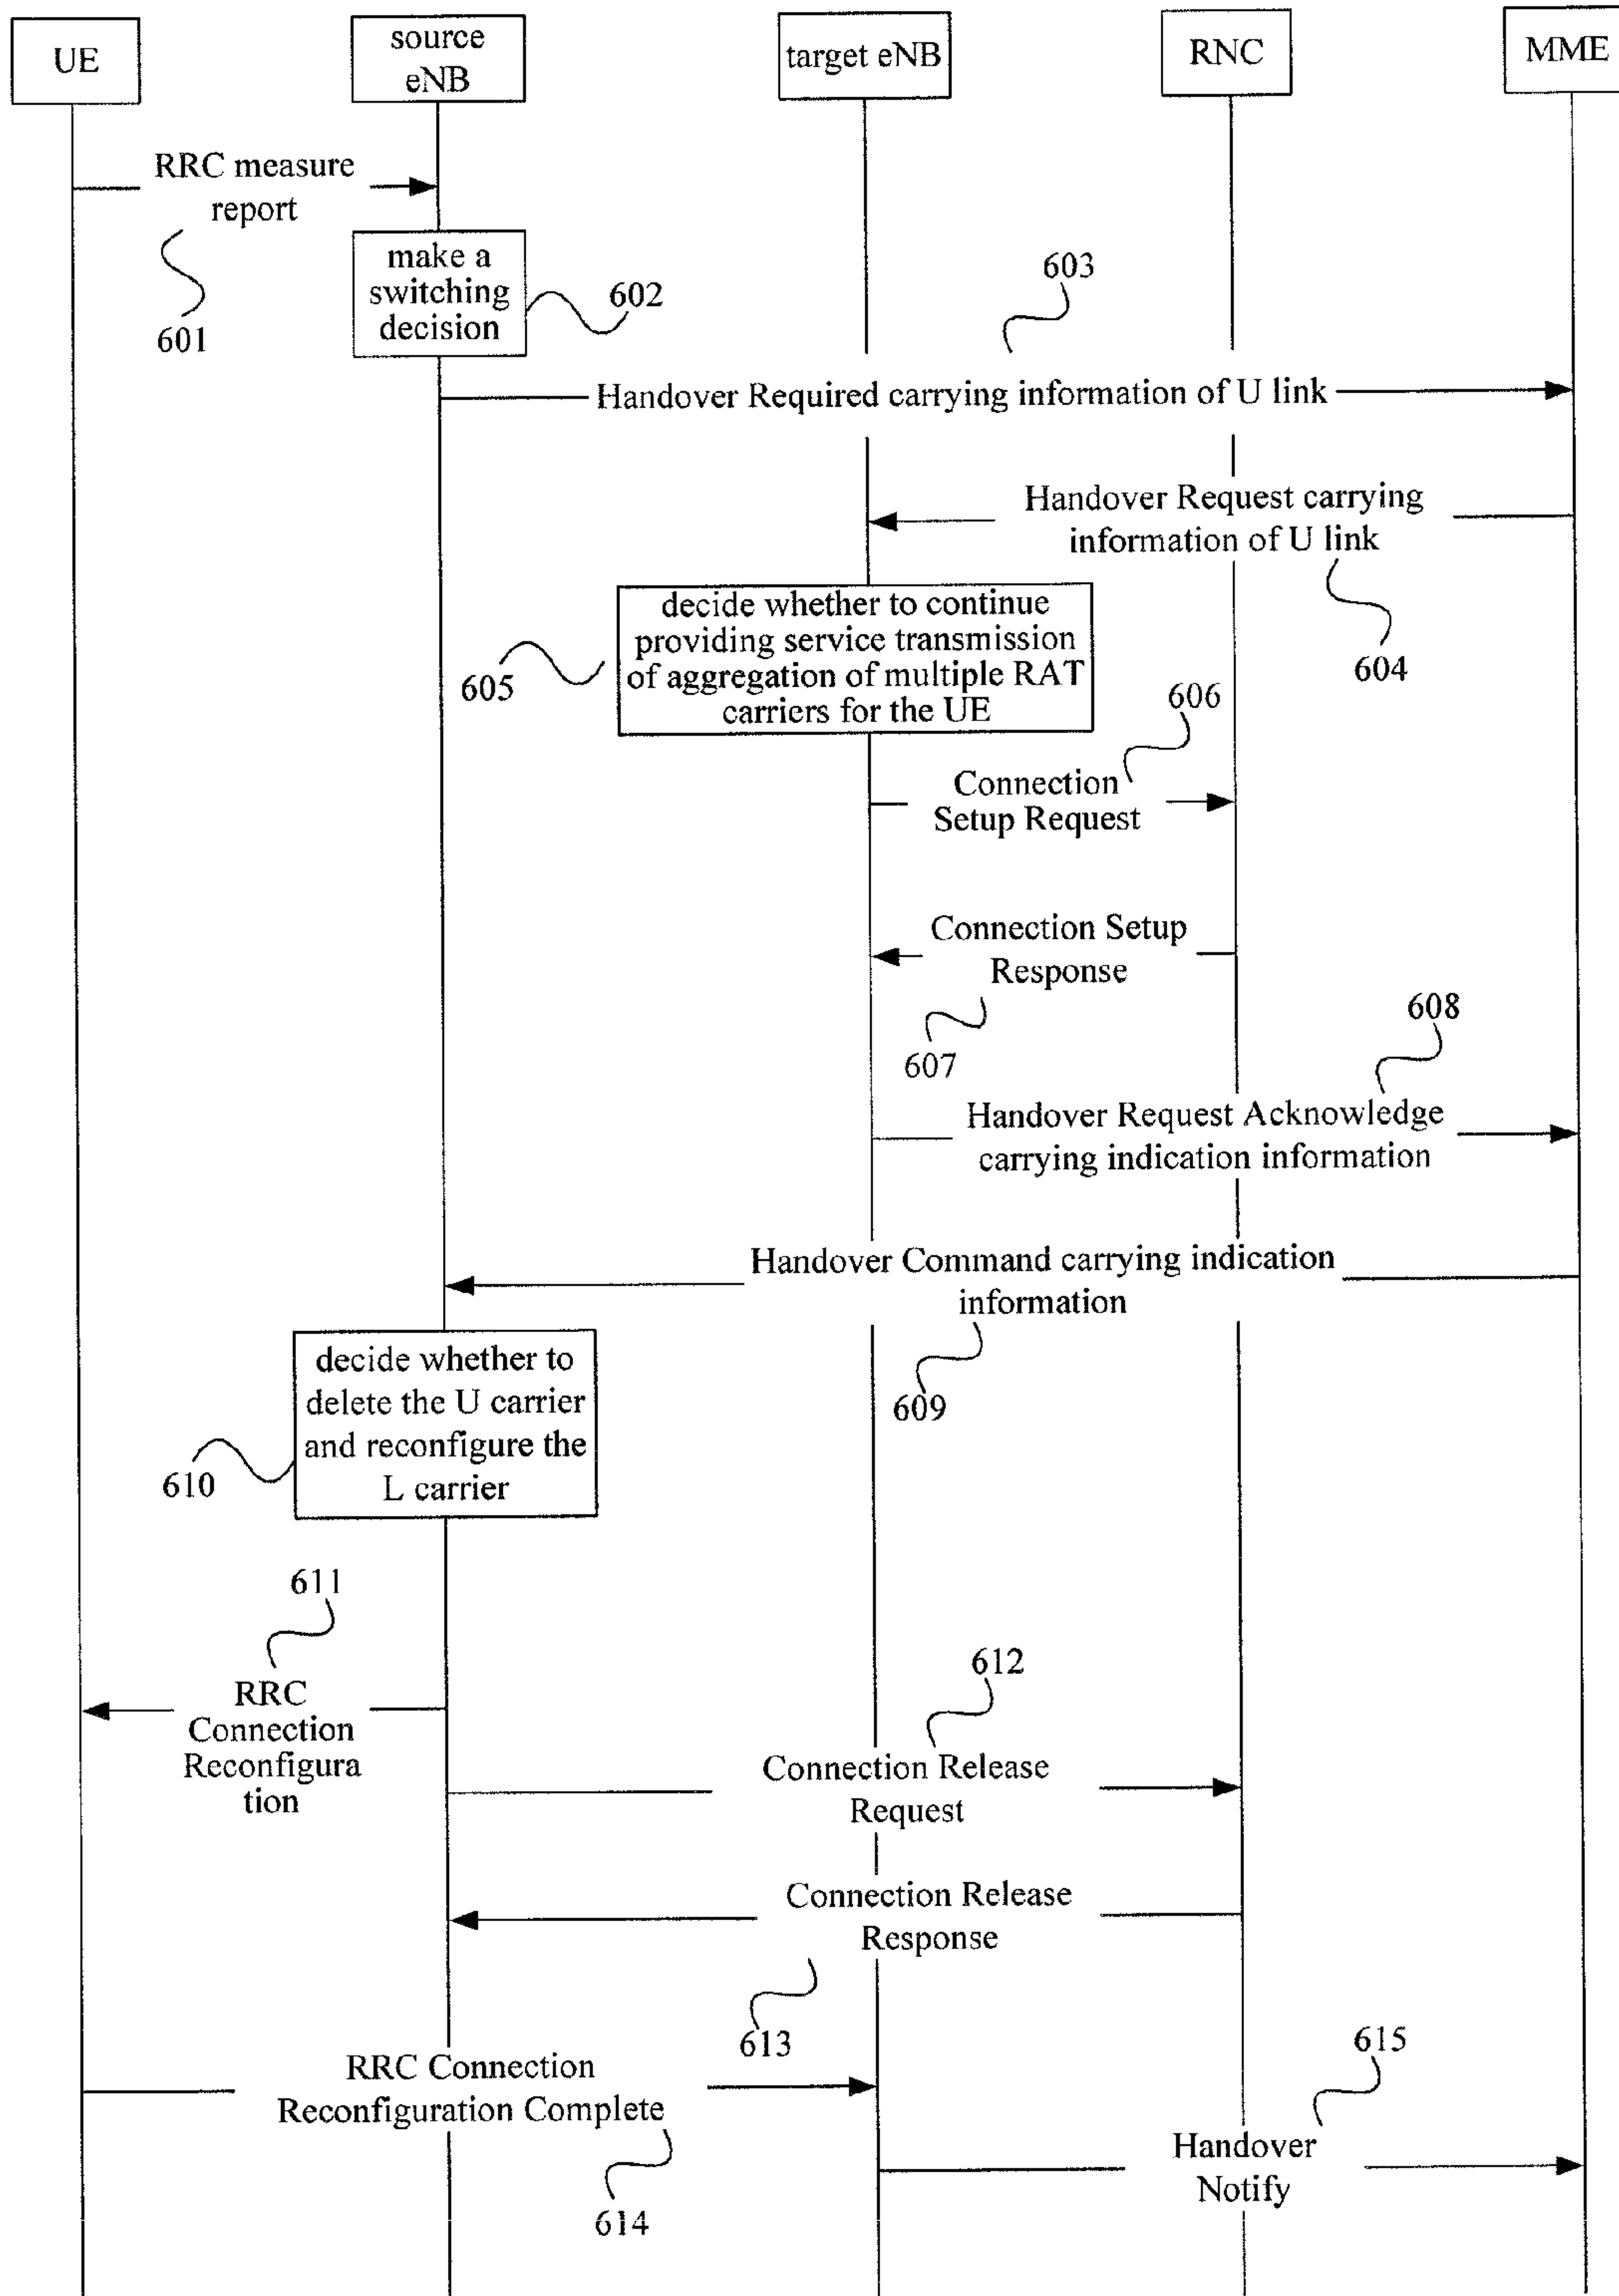 UE
source
eNB
target eNB
RNC
MME
RRC measure
report
601
make a
switching
decision
602
603
Handover Required carrying information of U link
Handover Request carrying
information of U link
604
decide whether to continue
providing service transmission
of aggregation of multiple RAT
carriers for the UE
605
606
Connection
Setup Request
Connection Setup
Response
607
608
Handover Request Acknowledge
carrying indication information
Handover Command carrying indication
information
609
decide whether to
delete the U carrier
and reconfigure the
L carrier
610
611
RRC
Connection
Reconfigura
tion
612
Connection Release
Request
Connection Release
Response
613
RRC Connection
Reconfiguration Complete
614
615
Handover
Notify